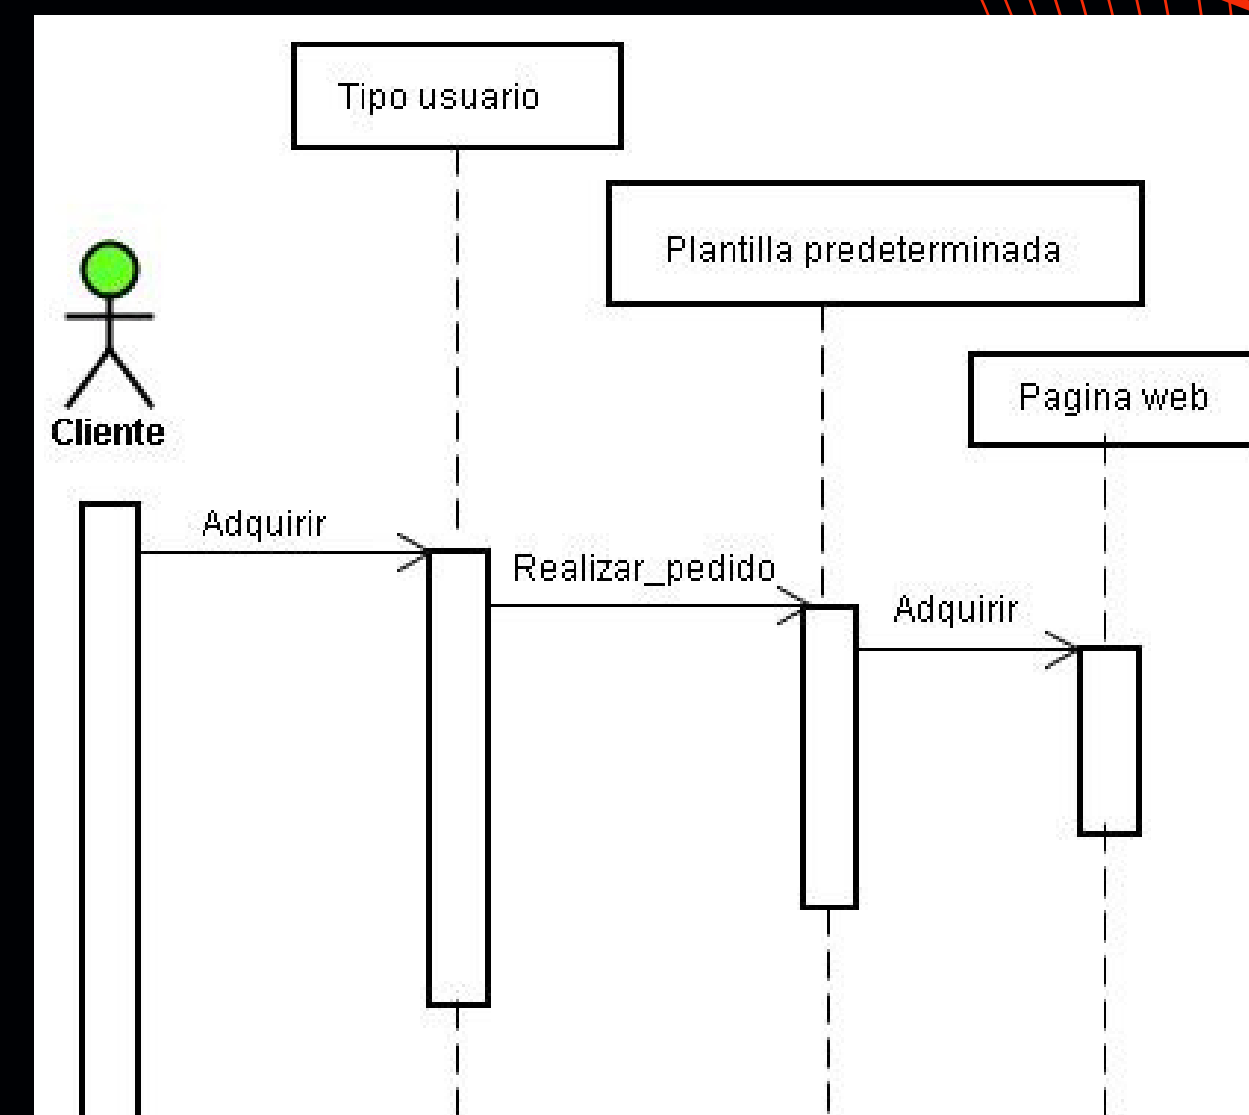 Tipo usuario
Plantilla predeterminada
Pagina web
Cliente
Adquirir
Realizar_pedido
Adquirir